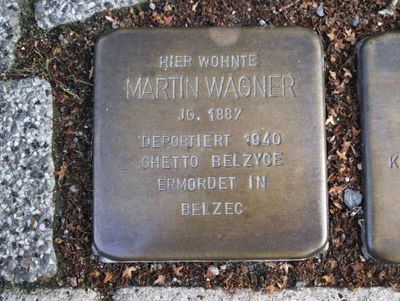 HIER WOHNTE
MARTIN WAGNER
JG. 1887
DEPORTIERT 1940
GHETTO BELZYCE
ERMORDET IN
BELZEC
K